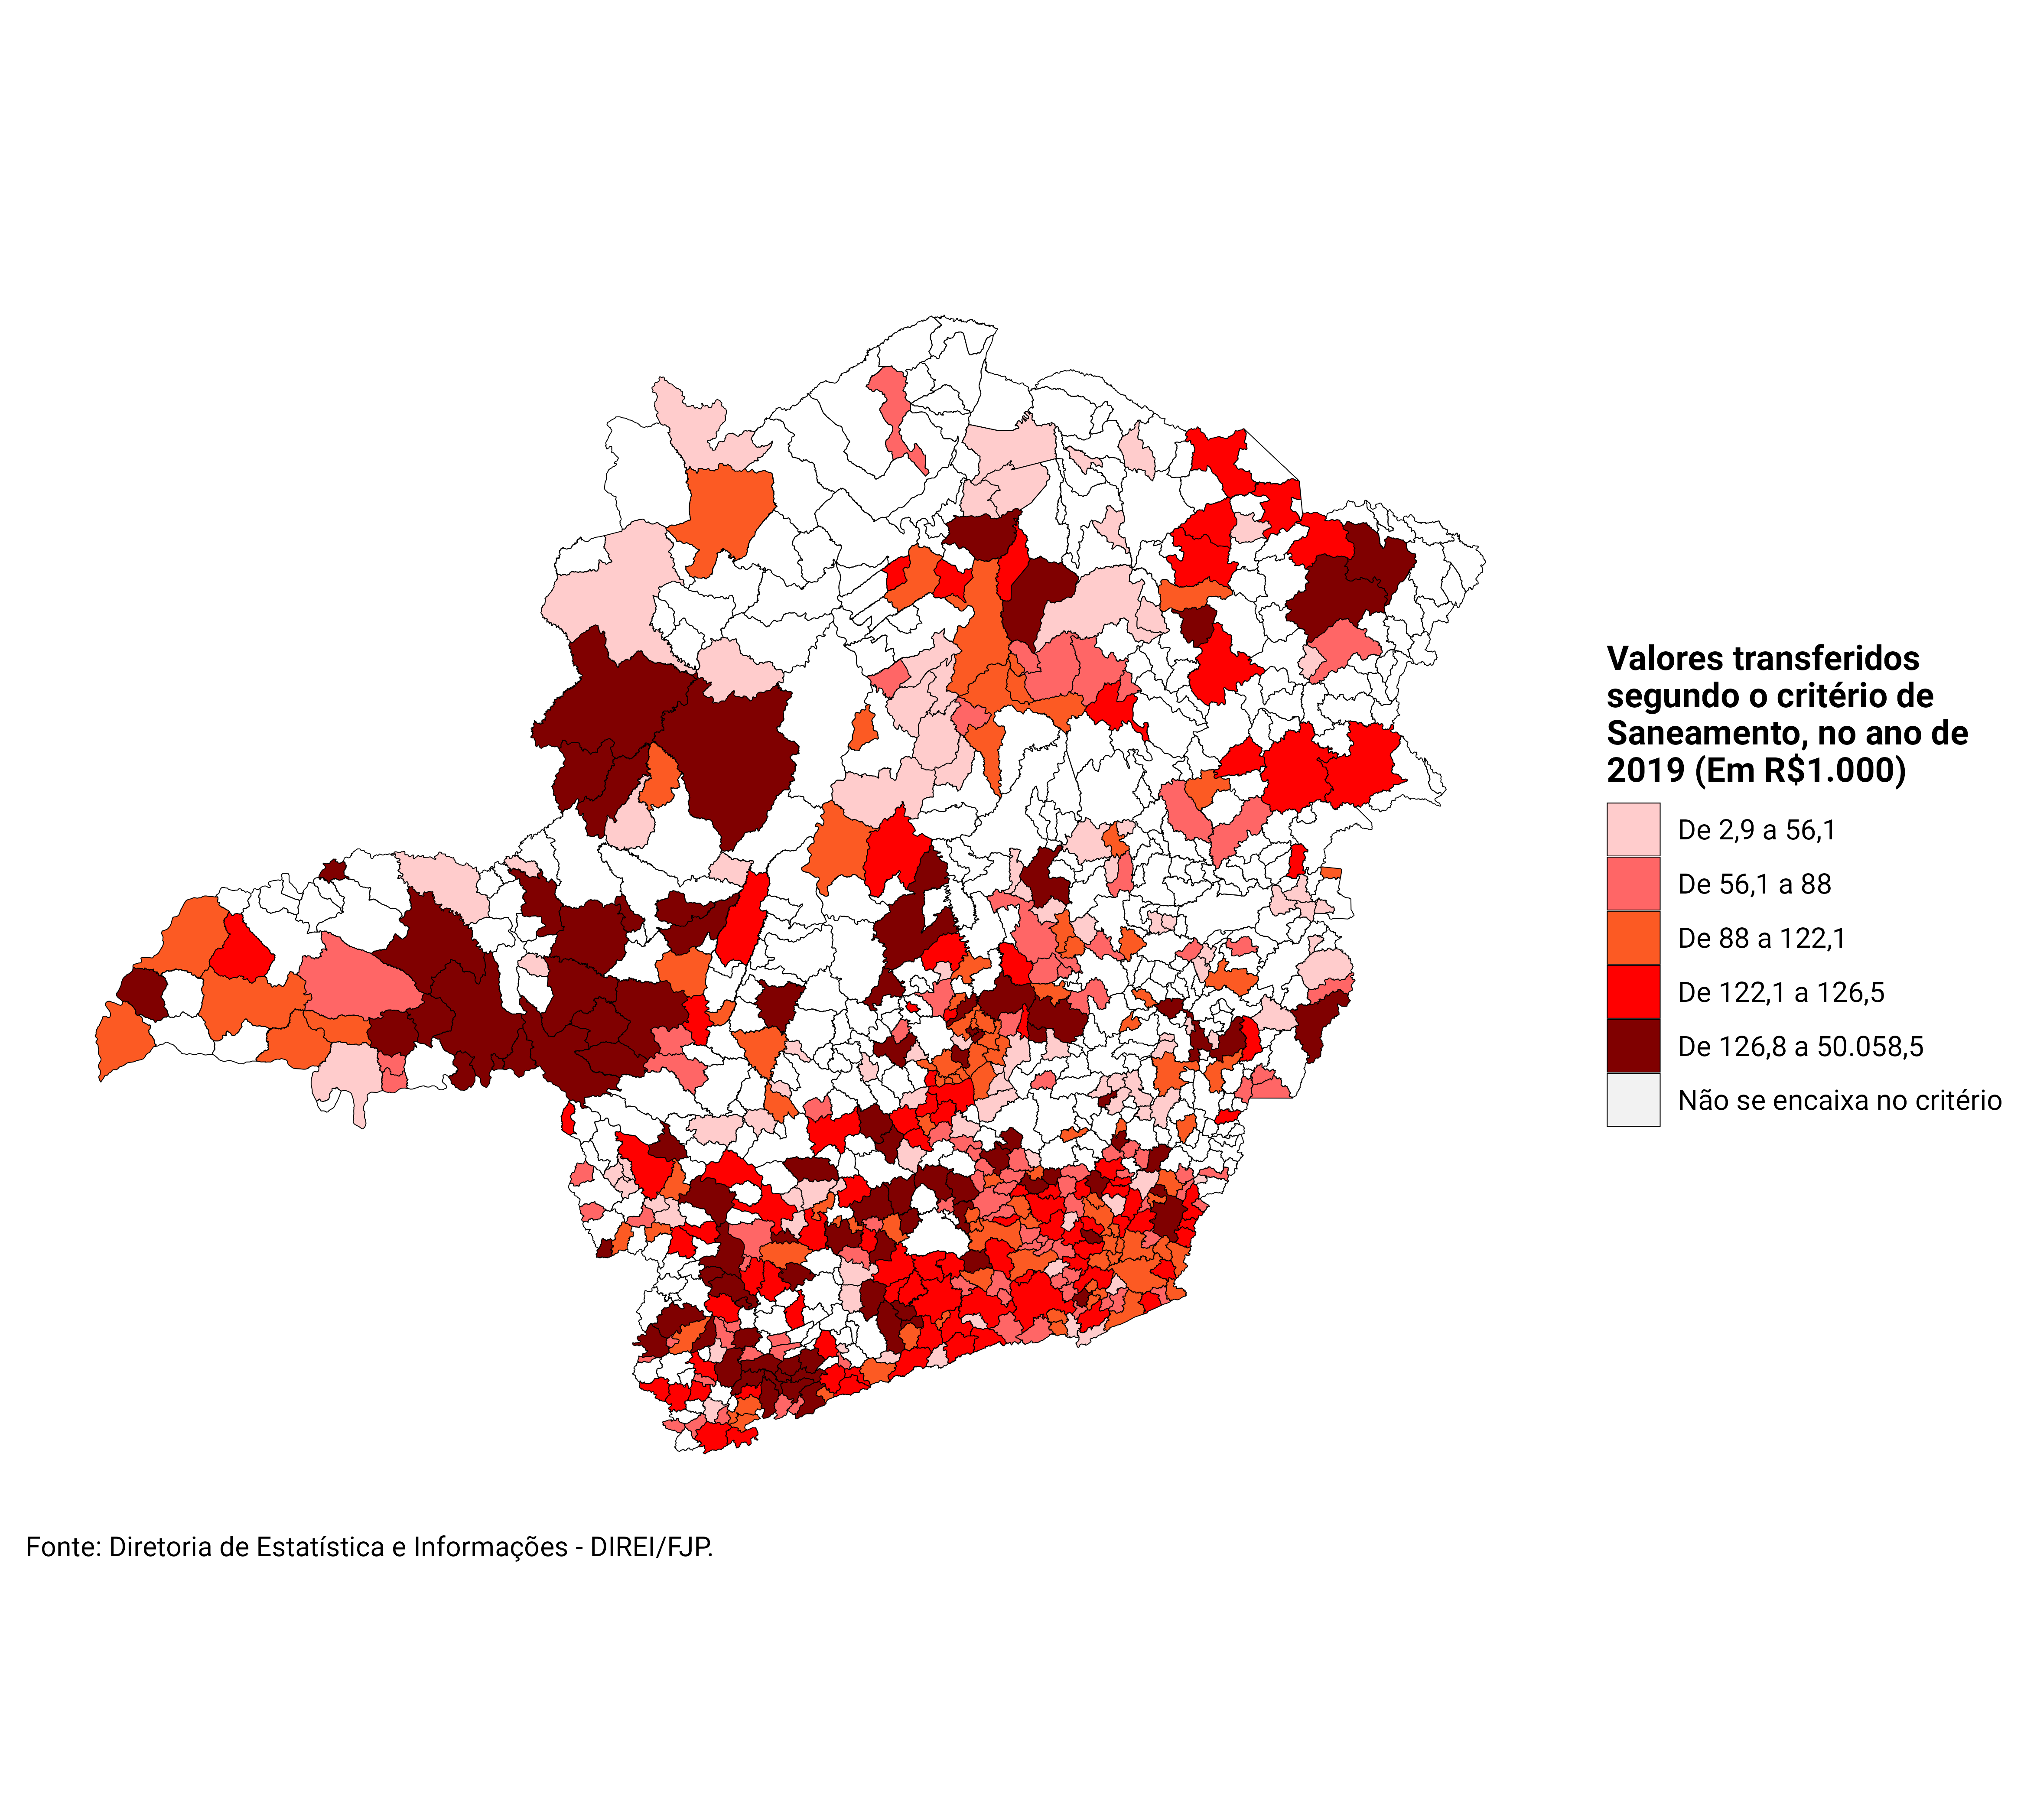 Valores transferidos
segundo o critério de
Saneamento, no ano de
2019 (Em R$1.000)
De 2,9 a 56,1
De 56,1 a 88
De 88 a 122,1
De 122,1 a 126,5
De 126,8 a 50.058,5
Não se encaixa no critério
Fonte: Diretoria de Estatística e Informações - DIREI/FJP.